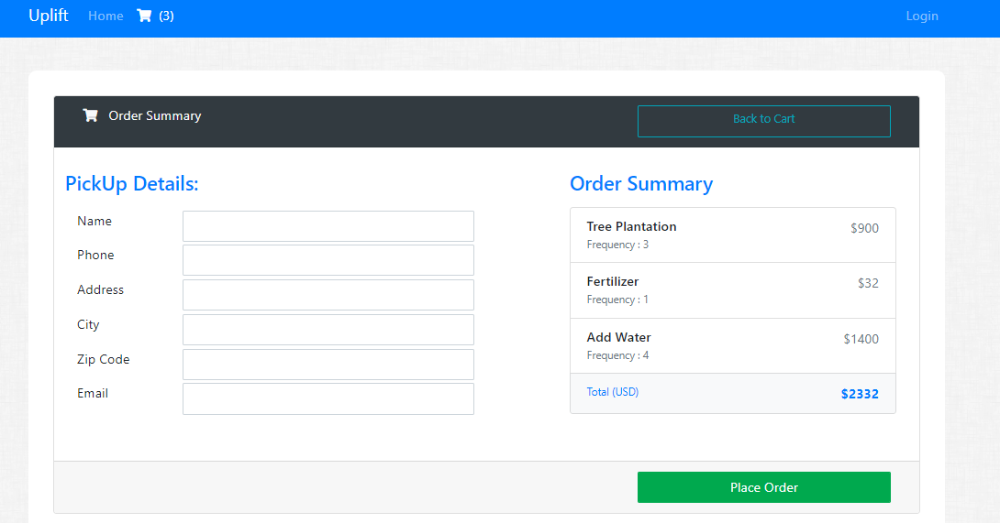 Uplift Home (3) Login
Order Summary Back to Cart
PickUp Details:
Name
Phone
Address
City
Zip Code
Email
Order Summary
Tree Plantation $900
Frequency : 3
Fertilizer $32
Frequency : 1
Add Water $1400
Frequency : 4
Total (USD) $2332
Place Order